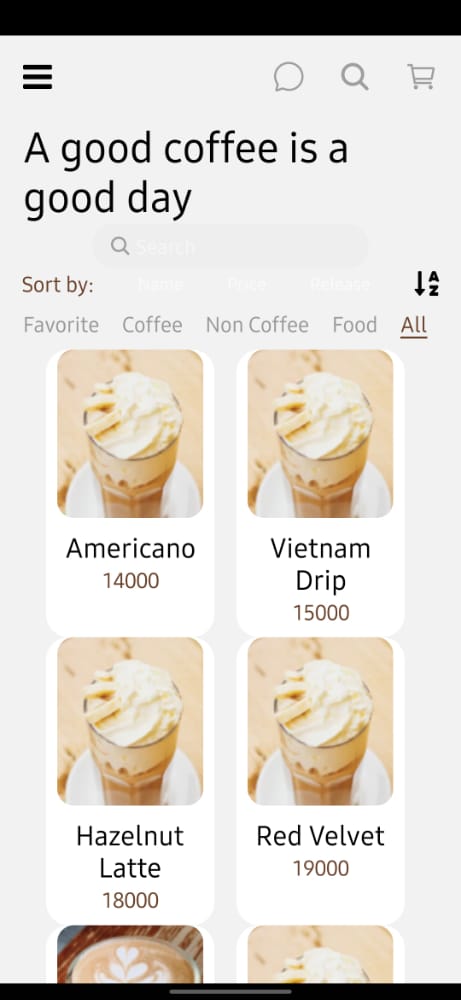 A good coffee is a
good day
Search
Sort by: Name Price Release
A
Z
Favorite Coffee Non Coffee Food All
Americano
14000
Vietnam
Drip
15000
Hazelnut
Latte
18000
Red Velvet
19000